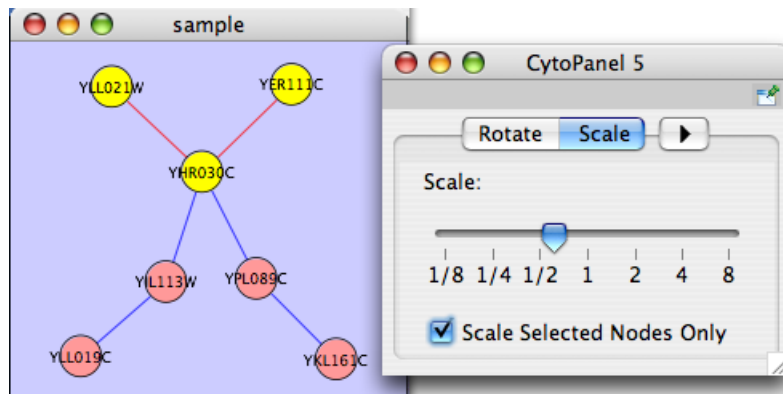 sample
YLL021W
YER111C
YHR030C
YIL113W
YPL089C
YLL019C
YKL161C
CytoPanel 5
Rotate Scale
Scale:
1/8 1/4 1/2 1 2 4 8
Scale Selected Nodes Only